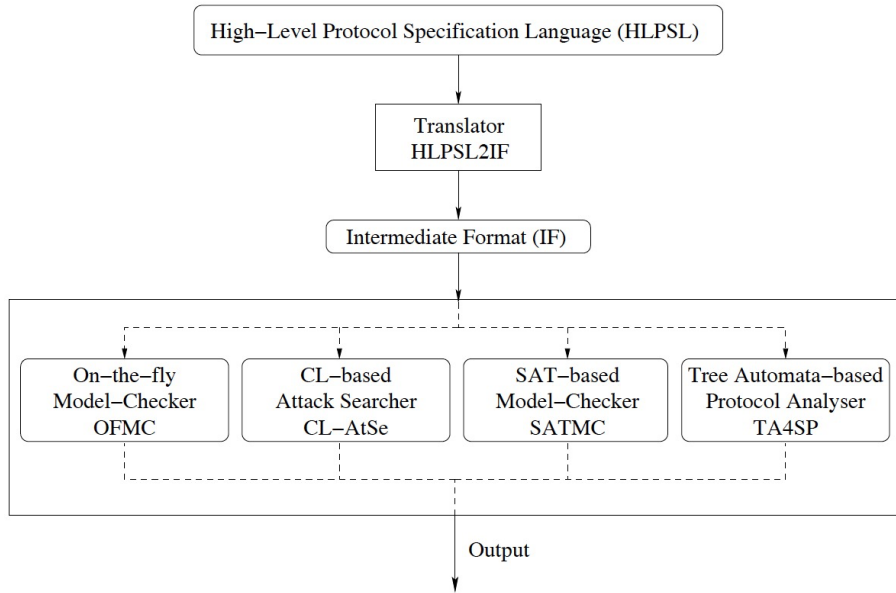 High−Level Protocol Specification Language (HLPSL)
Translator
HLPSL2IF
Intermediate Format (IF)
On−the−fly
Model−Checker
OFMC
CL−based
Attack Searcher
CL−AtSe
SAT−based
Model−Checker
SATMC
Tree Automata−based
Protocol Analyser
TA4SP
Output